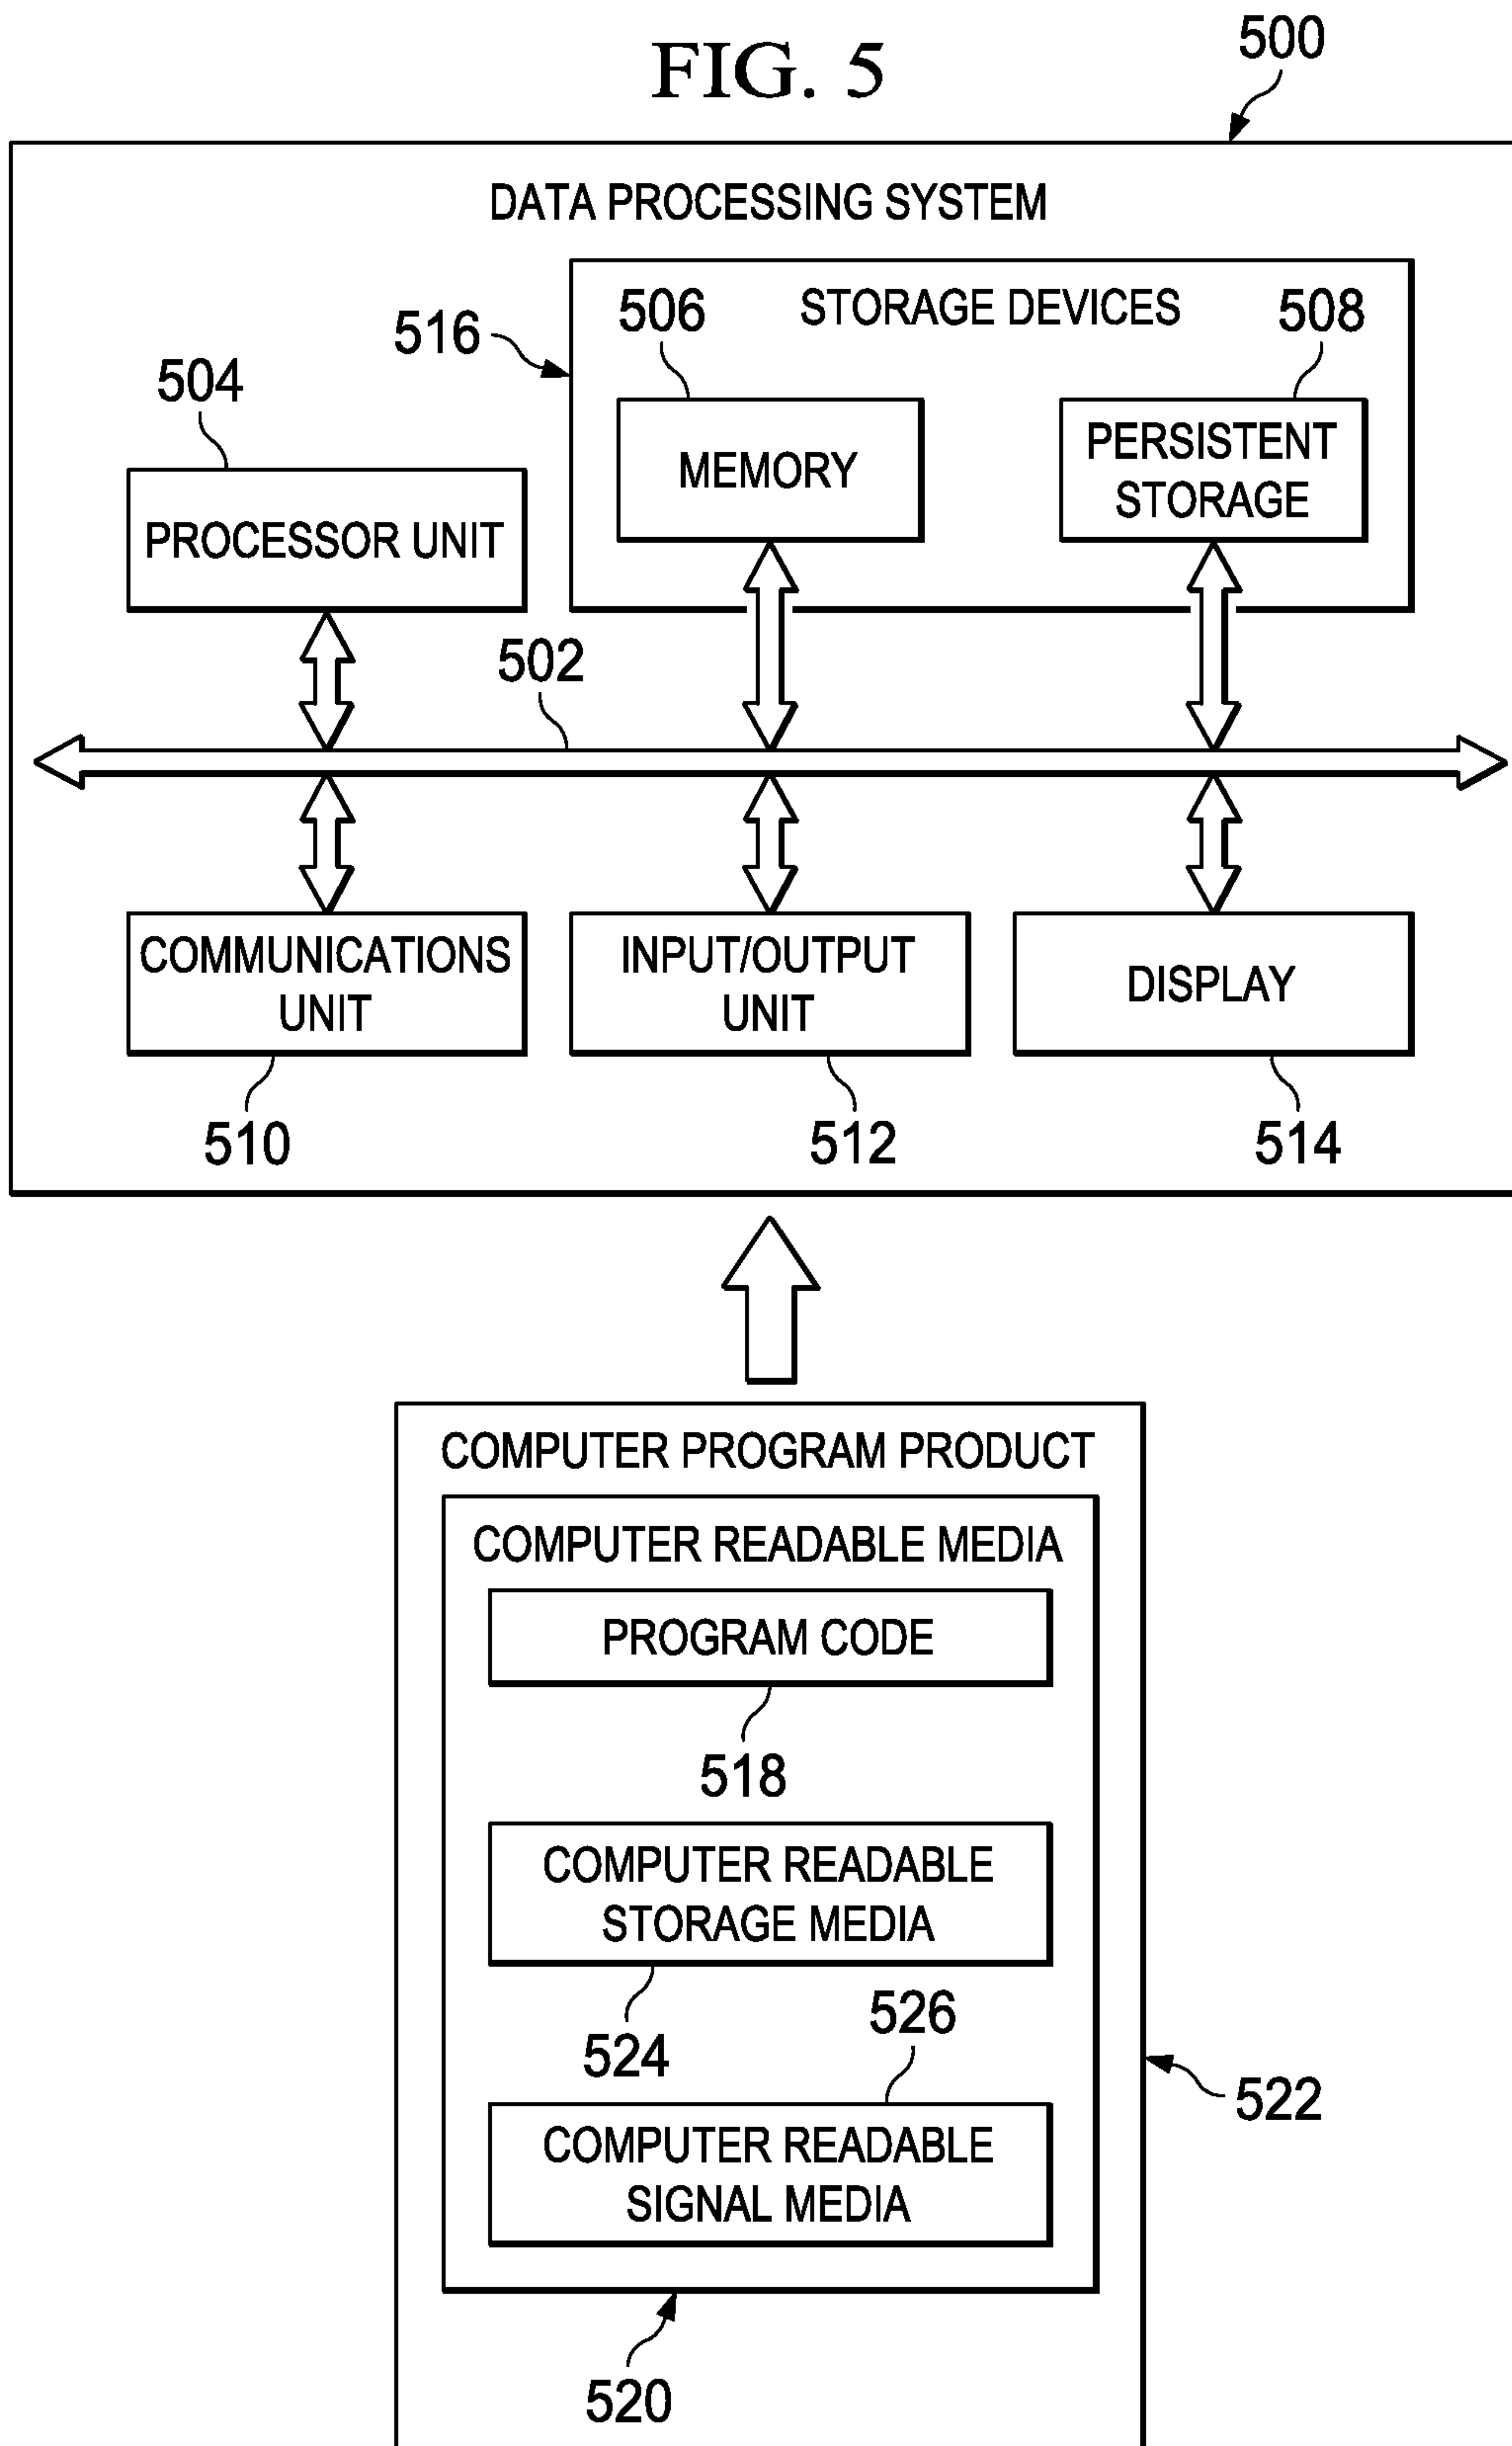 FIG. 5
500
DATA PROCESSING SYSTEM
516
506
STORAGE DEVICES
508
504
MEMORY
PERSISTENT
STORAGE
PROCESSOR UNIT
502
COMMUNICATIONS
UNIT
INPUT/OUTPUT
UNIT
DISPLAY
510
512
514
COMPUTER PROGRAM PRODUCT
COMPUTER READABLE MEDIA
PROGRAM CODE
518
COMPUTER READABLE
STORAGE MEDIA
524
526
COMPUTER READABLE
SIGNAL MEDIA
522
520